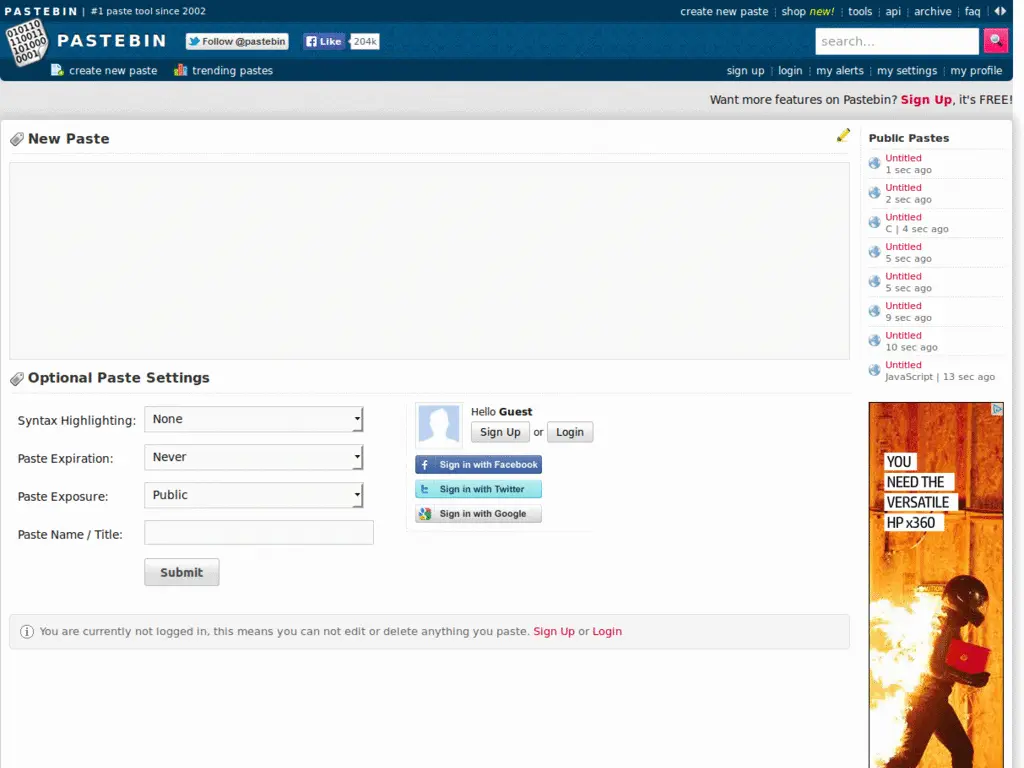 PASTEBIN | #1 paste tool since 2002
create new paste shop new! tools api archive faq
010110
110011
101000
0001
PASTEBIN
Follow @pastebin
Like 204k
search...
create new paste trending pastes
sign up login my alerts my settings my profile
Want more features on Pastebin? Sign Up, it's FREE!
New Paste
Optional Paste Settings
Syntax Highlighting: None
Paste Expiration: Never
Paste Exposure: Public
Paste Name / Title:
Submit
Hello Guest
Sign Up or Login
Sign in with Facebook
Sign in with Twitter
Sign in with Google
You are currently not logged in, this means you can not edit or delete anything you paste. Sign Up or Login
Public Pastes
Untitled
1 sec ago
Untitled
2 sec ago
Untitled
C | 4 sec ago
Untitled
5 sec ago
Untitled
5 sec ago
Untitled
9 sec ago
Untitled
10 sec ago
Untitled
JavaScript | 13 sec ago
YOU
NEED THE
VERSATILE
HP x360